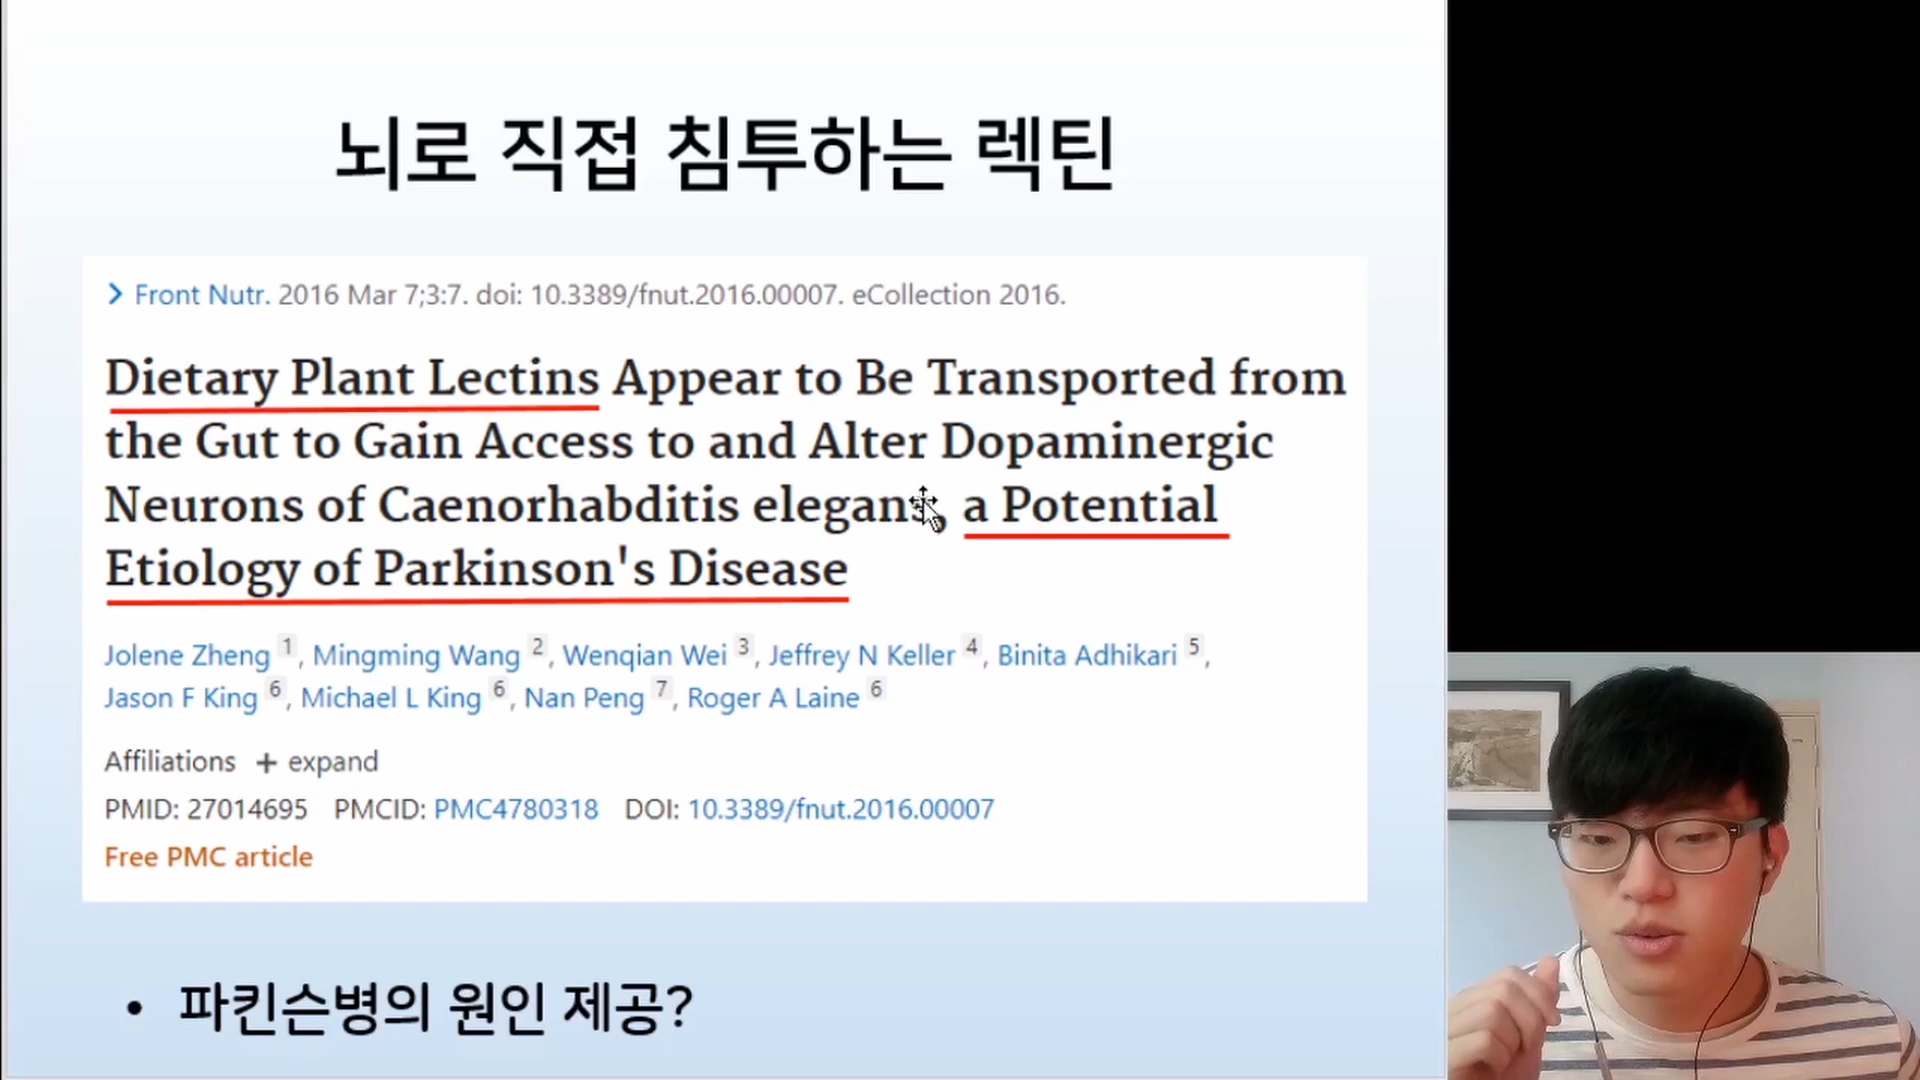 뇌로 직접 침투하는 렉틴
Front Nutr. 2016 Mar 7;3:7. doi: 10.3389/fnut.2016.00007. eCollection 2016.
Dietary Plant Lectins Appear to Be Transported from
the Gut to Gain Access to and Alter Dopaminergic
Neurons of Caenorhabditis elegans, a Potential
Etiology of Parkinson's Disease
Jolene Zheng 1, Mingming Wang 2, Wenqian Wei 3, Jeffrey N Keller 4, Binita Adhikari 5,
Jason F King 6, Michael L King 6, Nan Peng 7, Roger A Laine 6
Affiliations + expand
PMID: 27014695 PMCID: PMC4780318 DOI: 10.3389/fnut.2016.00007
Free PMC article
• 파킨슨병의 원인 제공?